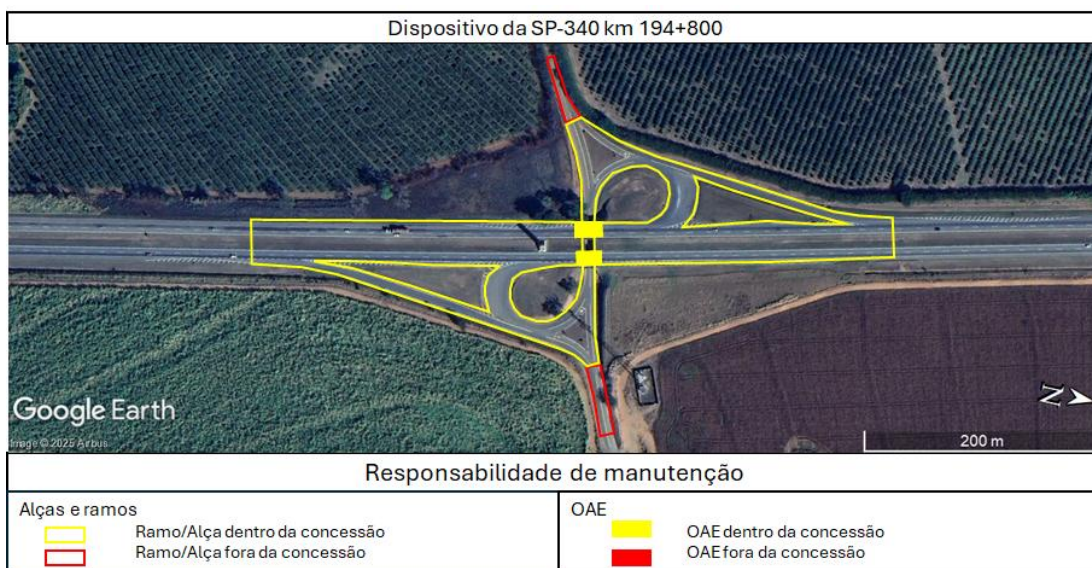 Dispositivo da SP-340 km 194+800
Google Earth
Image © 2025 Airbus
N
200 m
Responsabilidade de manutenção
Alças e ramos
Ramo/Alça dentro da concessão
Ramo/Alça fora da concessão
OAE
OAE dentro da concessão
OAE fora da concessão